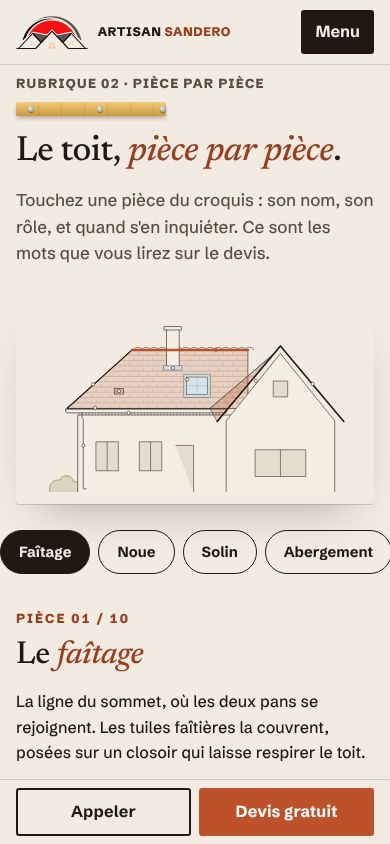 ARTISAN SANDERO
Menu
RUBRIQUE 02 · PIÈCE PAR PIÈCE
Le toit, pièce par pièce.
Touchez une pièce du croquis : son nom, son
rôle, et quand s'en inquiéter. Ce sont les
mots que vous lirez sur le devis.
Faîtage
Noue
Solin
Abergement
PIÈCE 01 / 10
Le faîtage
La ligne du sommet, où les deux pans se
rejoignent. Les tuiles faîtières la couvrent,
posées sur un closoir qui laisse respirer le toit.
Appeler
Devis gratuit